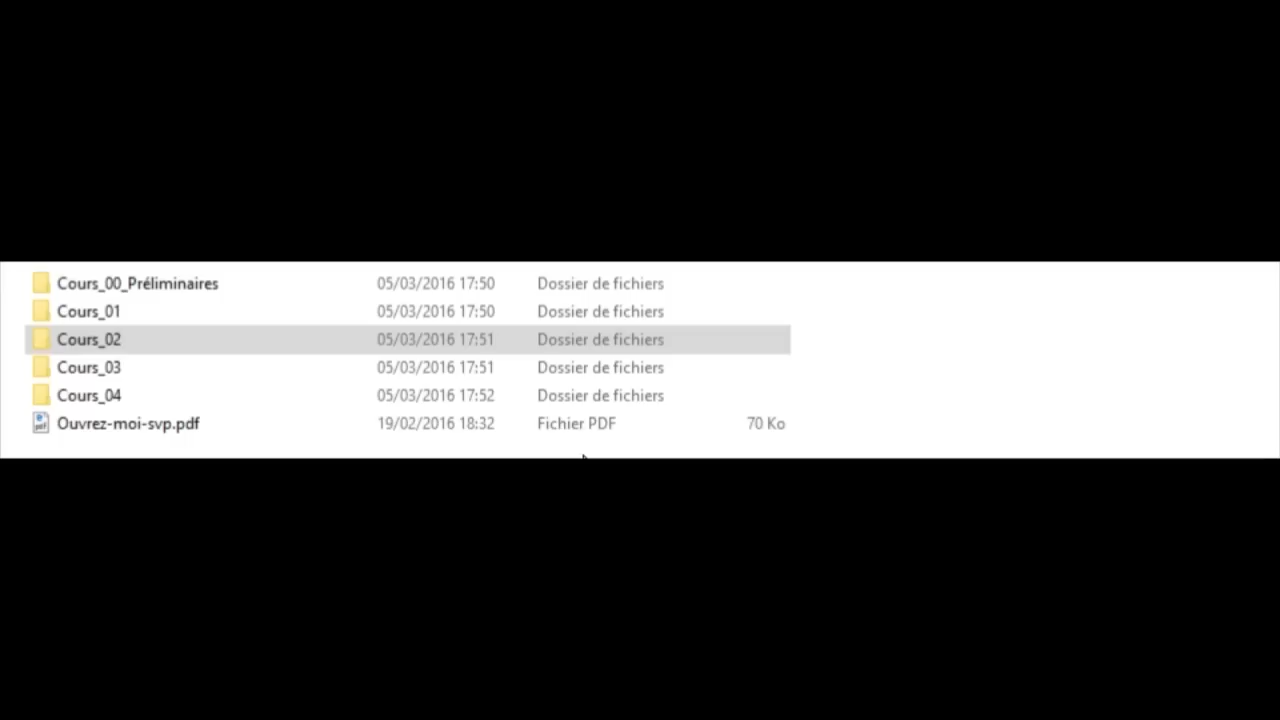 Cours_00_Préliminaires 05/03/2016 17:50 Dossier de fichiers
Cours_01 05/03/2016 17:50 Dossier de fichiers
Cours_02 05/03/2016 17:51 Dossier de fichiers
Cours_03 05/03/2016 17:51 Dossier de fichiers
Cours_04 05/03/2016 17:52 Dossier de fichiers
Ouvrez-moi-svp.pdf 19/02/2016 18:32 Fichier PDF 70 Ko